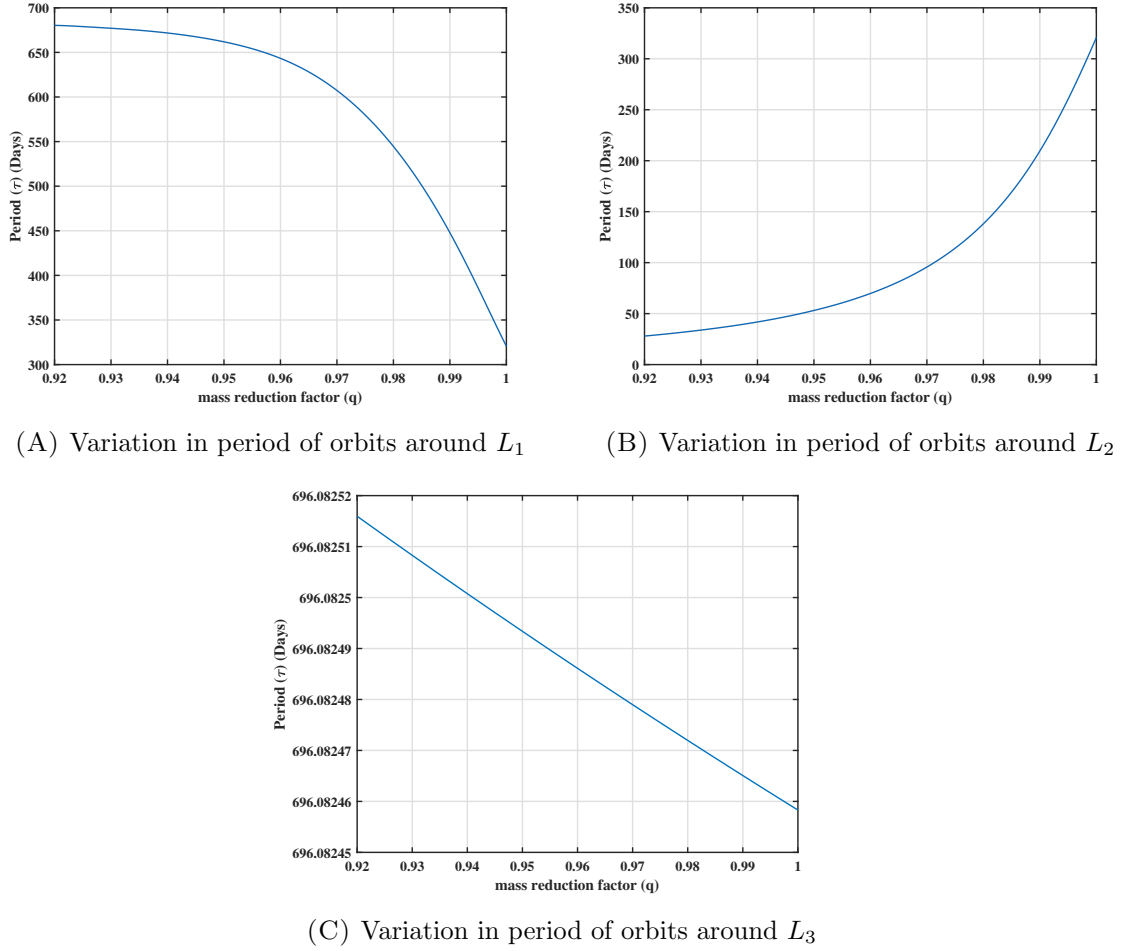 700
650
600
550
500
450
400
350
300
Period (τ) (Days)
0.92 0.93 0.94 0.95 0.96 0.97 0.98 0.99 1
mass reduction factor (q)
(A) Variation in period of orbits around L₁
350
300
250
200
150
100
50
0
Period (τ) (Days)
0.92 0.93 0.94 0.95 0.96 0.97 0.98 0.99 1
mass reduction factor (q)
(B) Variation in period of orbits around L₂
696.08252
696.08251
696.0825
696.08249
696.08248
696.08247
696.08246
696.08245
Period (τ) (Days)
0.92 0.93 0.94 0.95 0.96 0.97 0.98 0.99 1
mass reduction factor (q)
(C) Variation in period of orbits around L₃